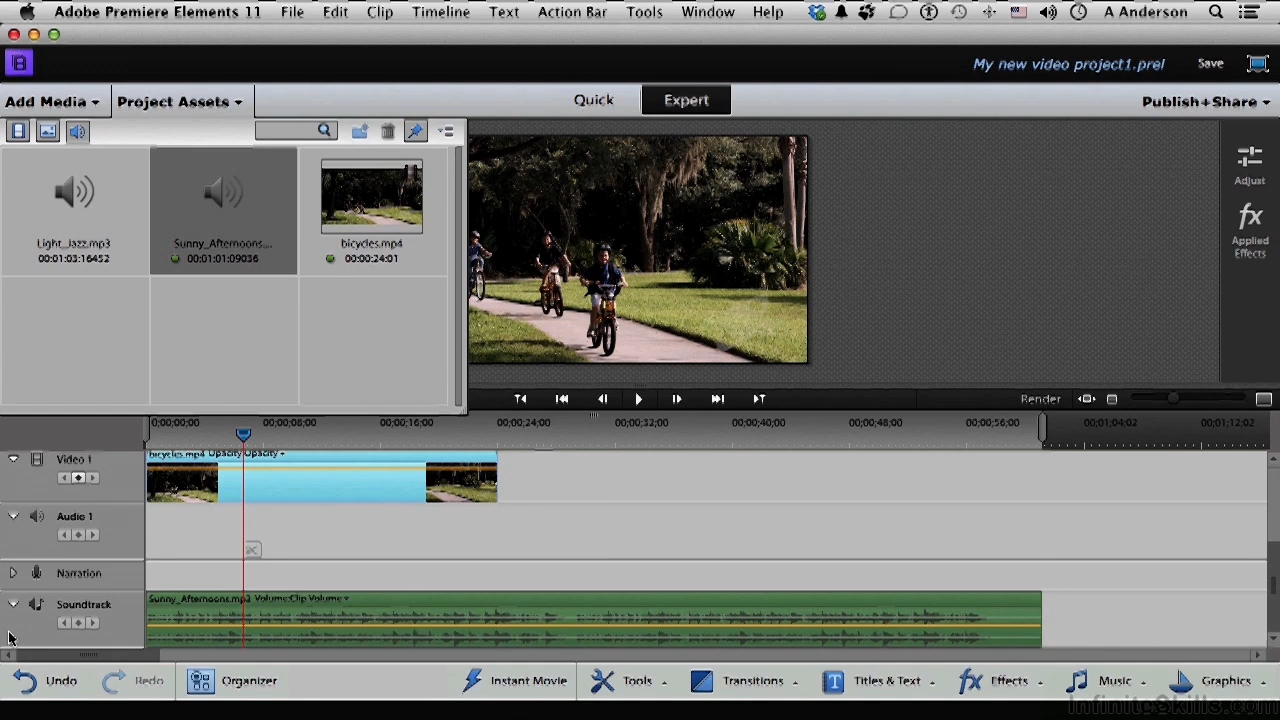 Adobe Premiere Elements 11 File Edit Clip Timeline Text Action Bar Tools Window Help A Anderson
My new video project1.prel Save
Add Media Project Assets Quick Expert Publish+Share
Light_Jazz.mp3 Sunny_Afternoons... bicycles.mp4
00:01:03:16452 00:01:01:09036 00:00:24:01
Adjust
fx
Applied
Effects
Render
0;00;00;00 00;00;08;00 00;00;16;00 00;00;24;00 00;00;32;00 00;00;40;00 00;00;48;00 00;00;56;00 00;01;04;02 00;01;12;02
Video 1 bicycles.mp4 Opacity:Opacity
Audio 1
Narration
Soundtrack Sunny_Afternoons.mp3 Volume:Clip Volume
Undo Redo Organizer Instant Movie Tools Transitions T Titles & Text fx Effects Music Graphics
InfiniteSkills.com